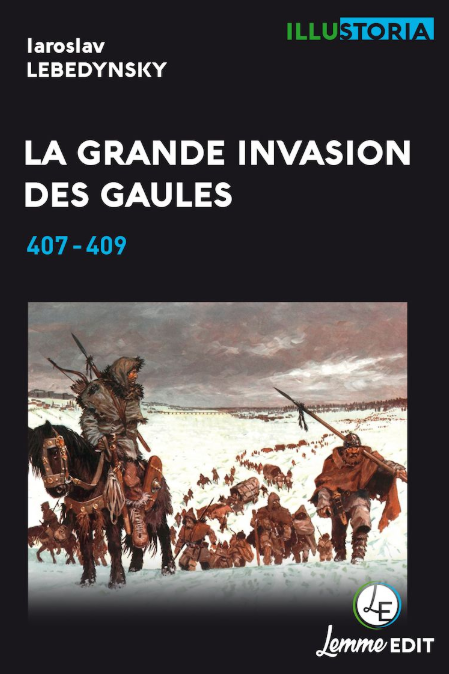 ILLUSTORIA
Iaroslav
LEBEDYNSKY
LA GRANDE INVASION
DES GAULES
407 - 409
LE
Lemme EDIT